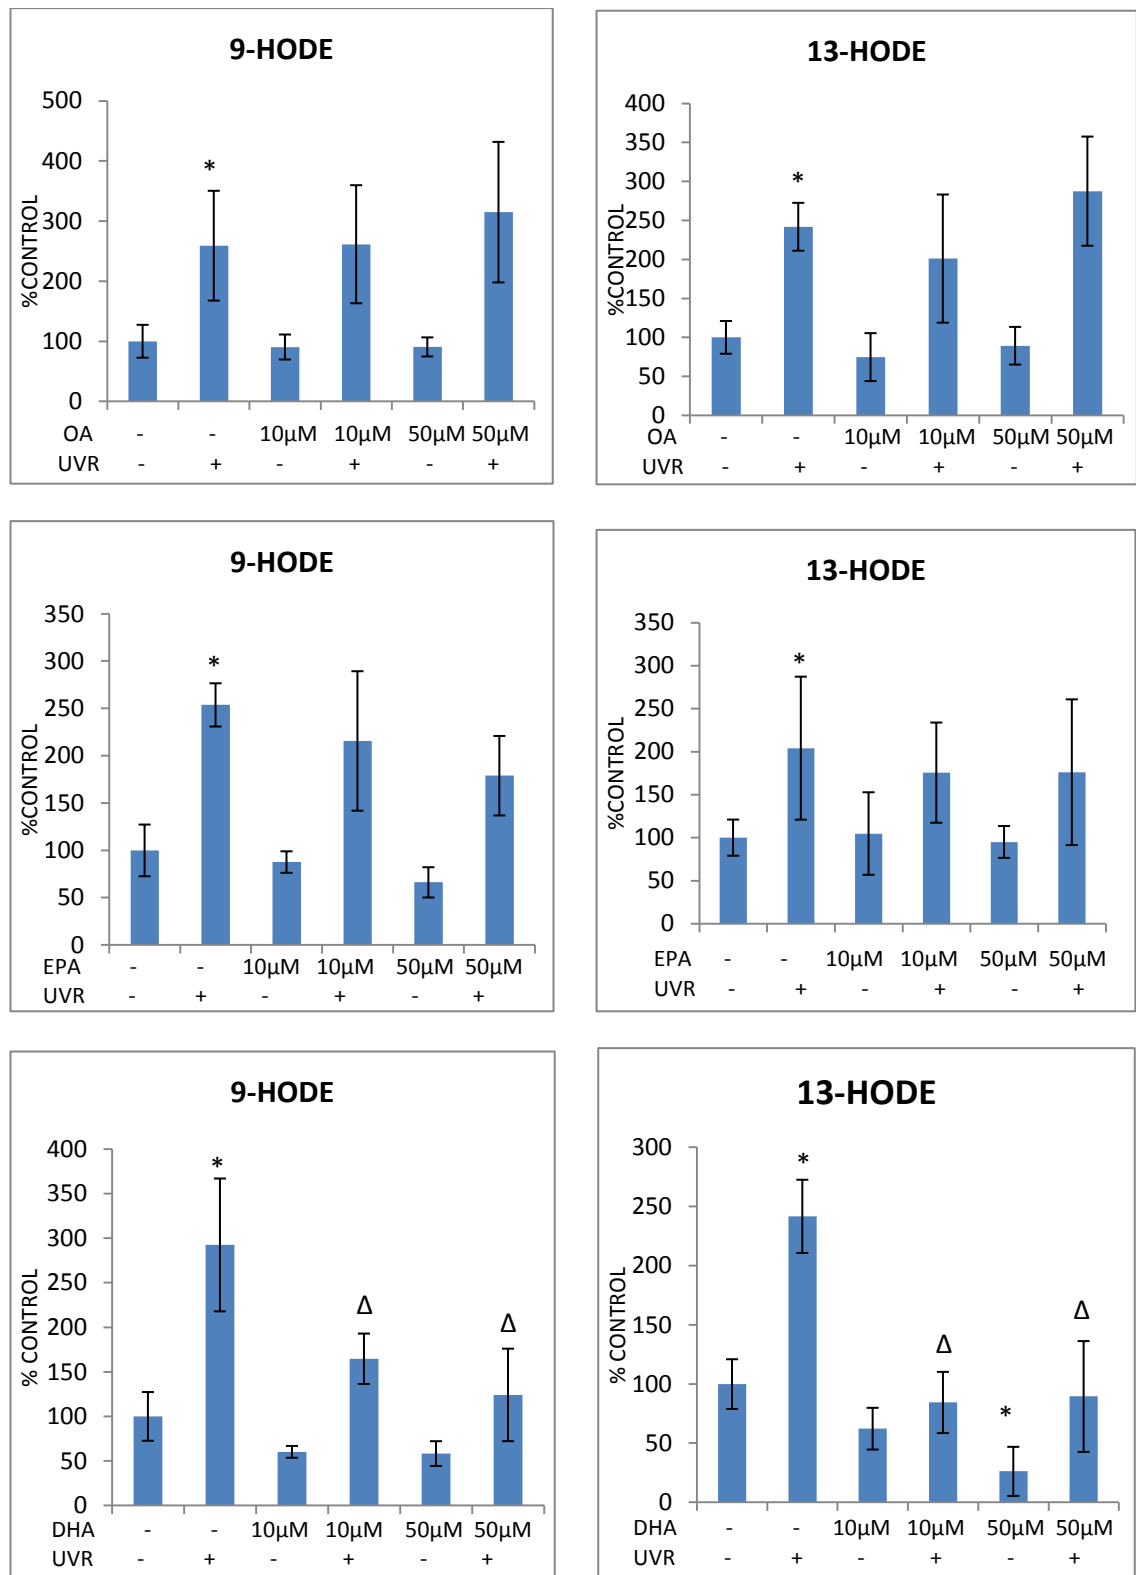 9-HODE
*
500
400
300
200
100
0
%CONTROL
OA - - 10µM 10µM 50µM 50µM
UVR - + - + - +
13-HODE
*
400
350
300
250
200
150
100
50
0
%CONTROL
OA - - 10µM 10µM 50µM 50µM
UVR - + - + - +
9-HODE
*
350
300
250
200
150
100
50
0
%CONTROL
EPA - - 10µM 10µM 50µM 50µM
UVR - + - + - +
13-HODE
*
350
300
250
200
150
100
50
0
%CONTROL
EPA - - 10µM 10µM 50µM 50µM
UVR - + - + - +
9-HODE
* Δ Δ
400
350
300
250
200
150
100
50
0
% CONTROL
DHA - - 10µM 10µM 50µM 50µM
UVR - + - + - +
13-HODE
* Δ * Δ
300
250
200
150
100
50
0
% CONTROL
DHA - - 10µM 10µM 50µM 50µM
UVR - + - + - +